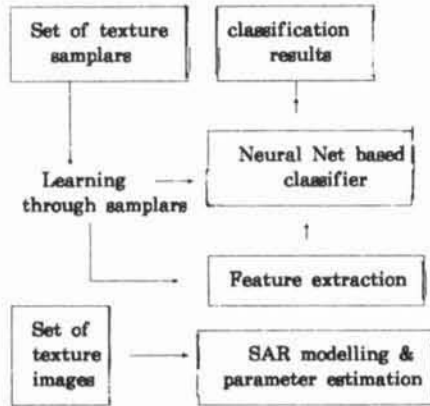 Set of texture
samplars
classification
results
Neural Net based
classifier
Learning
through samplars
Feature extraction
Set of
texture
images
SAR modelling &
parameter estimation